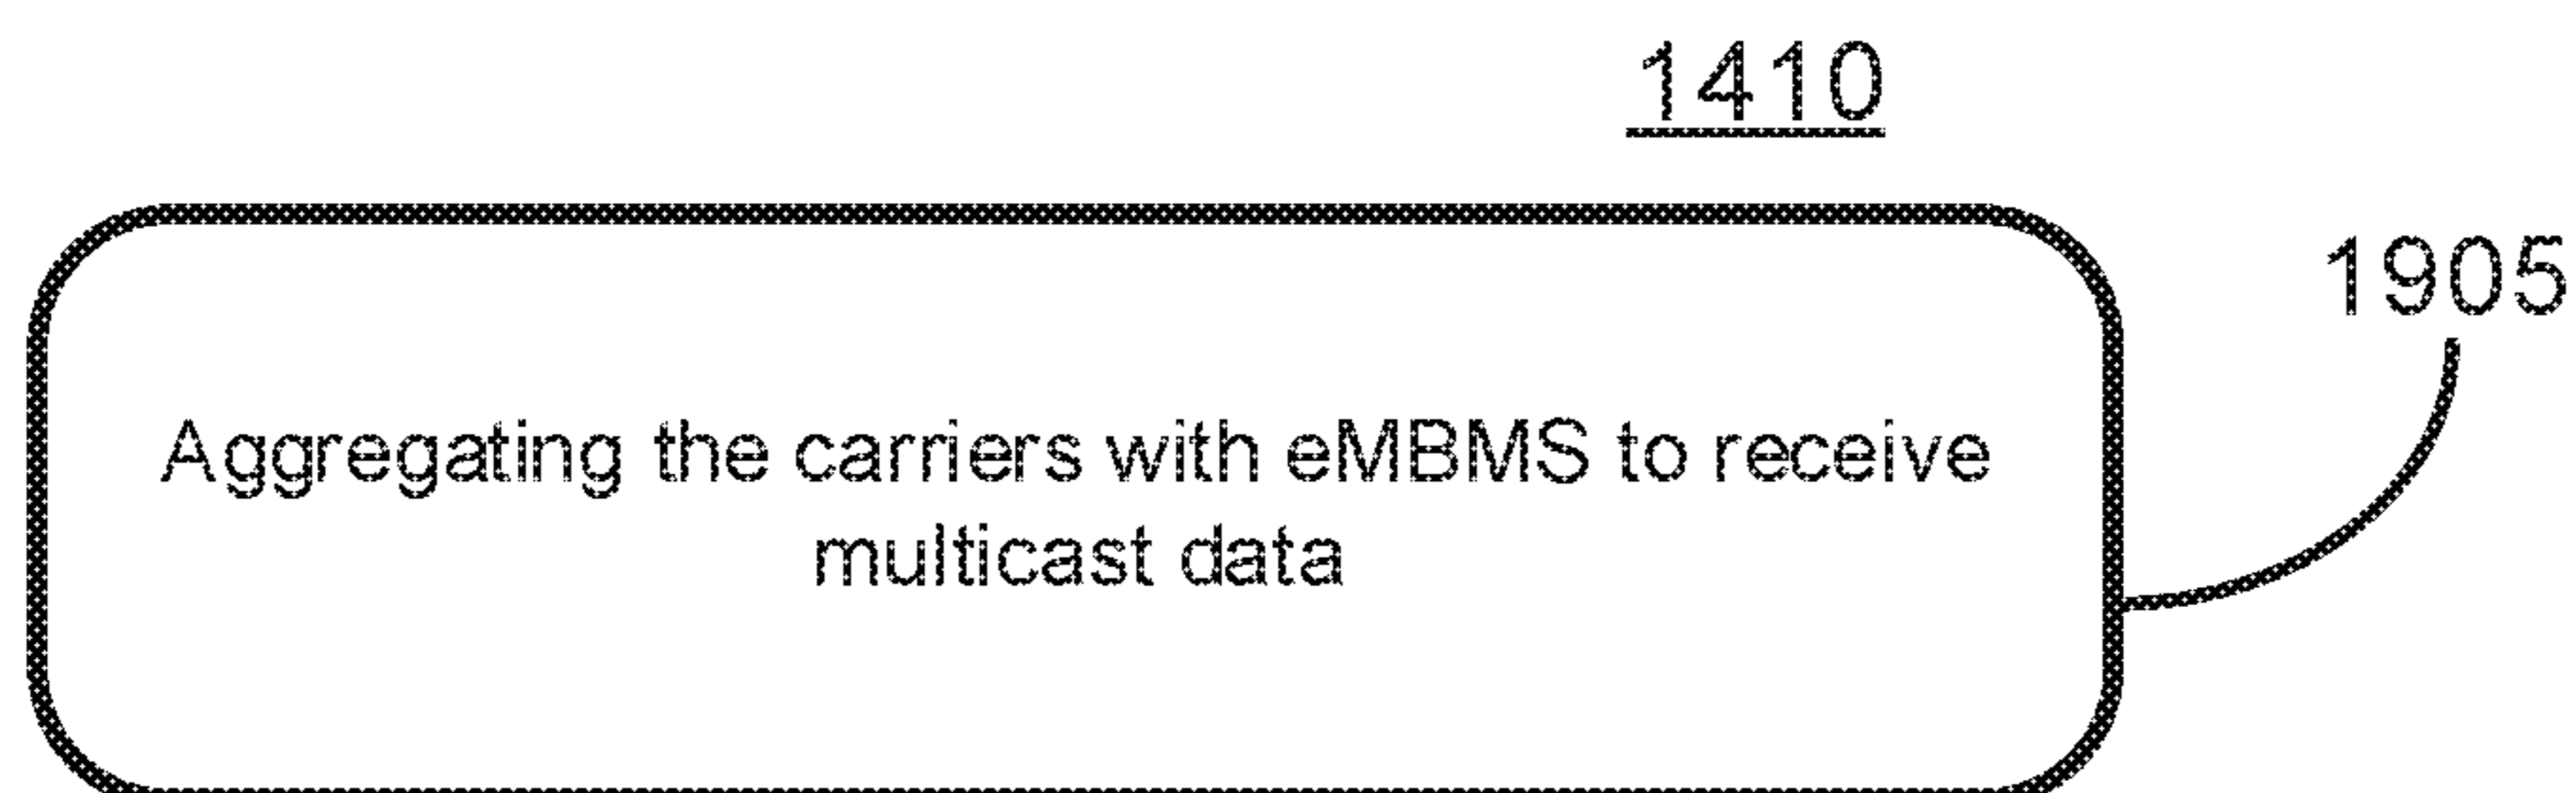 1410
1905
Aggregating the carriers with eMBMS to receive
multicast data